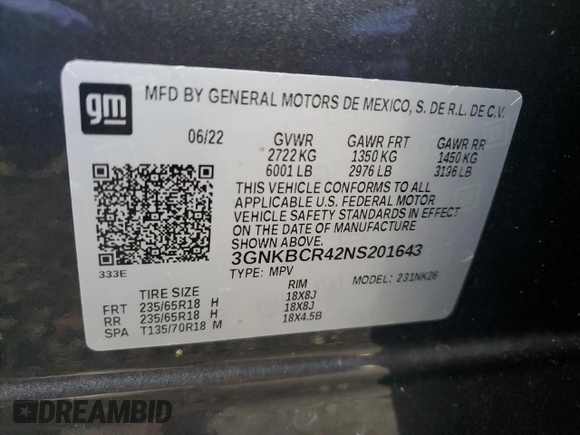 gm
MFD BY GENERAL MOTORS DE MEXICO, S. DE R.L. DE C.V.
06/22 GVWR GAWR FRT GAWR RR
2722 KG 1350 KG 1450 KG
6001 LB 2976 LB 3196 LB
THIS VEHICLE CONFORMS TO ALL
APPLICABLE U.S. FEDERAL MOTOR
VEHICLE SAFETY STANDARDS IN EFFECT
ON THE DATE OF MANUFACTURE
SHOWN ABOVE.
3GNKBCR42NS201643
333E
TYPE: MPV MODEL: 231NK26
TIRE SIZE RIM
FRT 235/65R18 H 18X8J
RR 235/65R18 H 18X8J
SPA T135/70R18 M 18X4.5B
DREAMBID